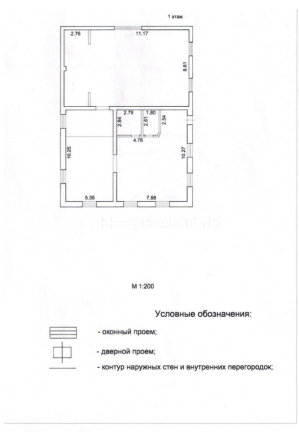 1 этаж
2.76 11.17
8.61
2.79 1.80
2.84 2.81 2.54
4.76
10.25 10.27
5.35 7.99
М 1:200
Условные обозначения:
- оконный проем;
- дверной проем;
- контур наружных стен и внутренних перегородок;